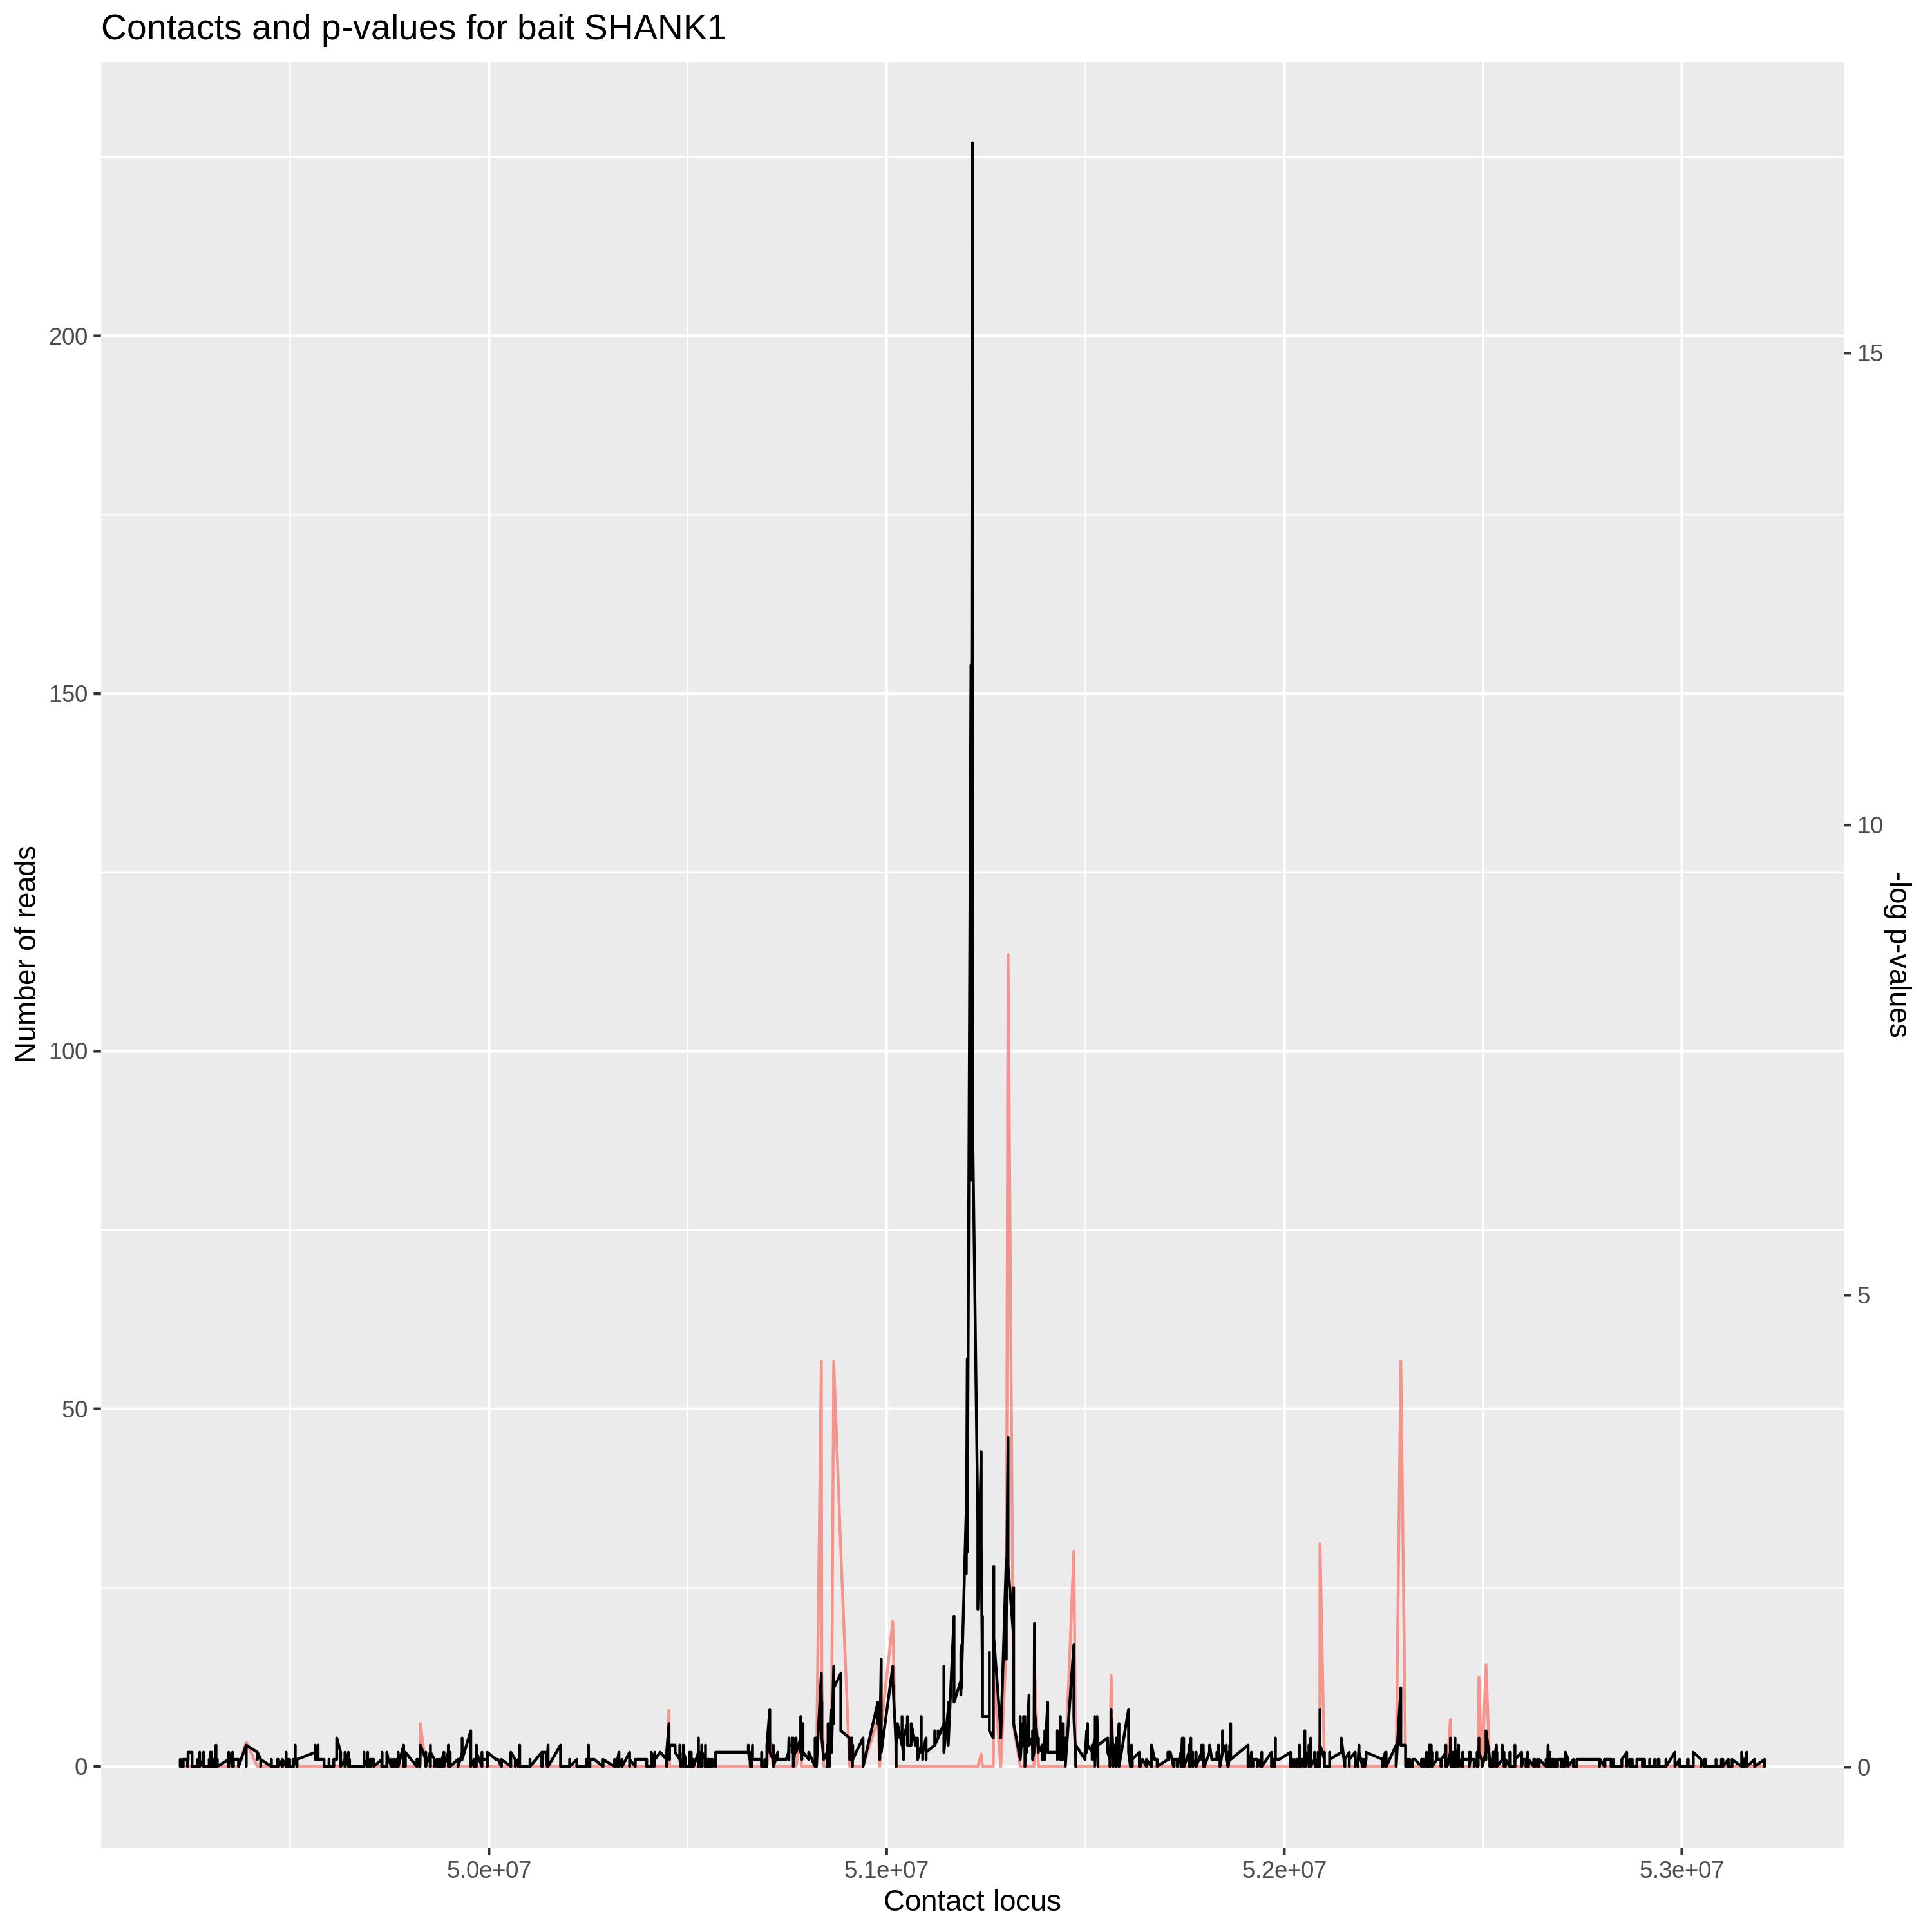 Contacts and p-values for bait SHANK1
200
150
100
50
0
Number of reads
15
10
5
0
-log p-values
5.0e+07
5.1e+07
5.2e+07
5.3e+07
Contact locus